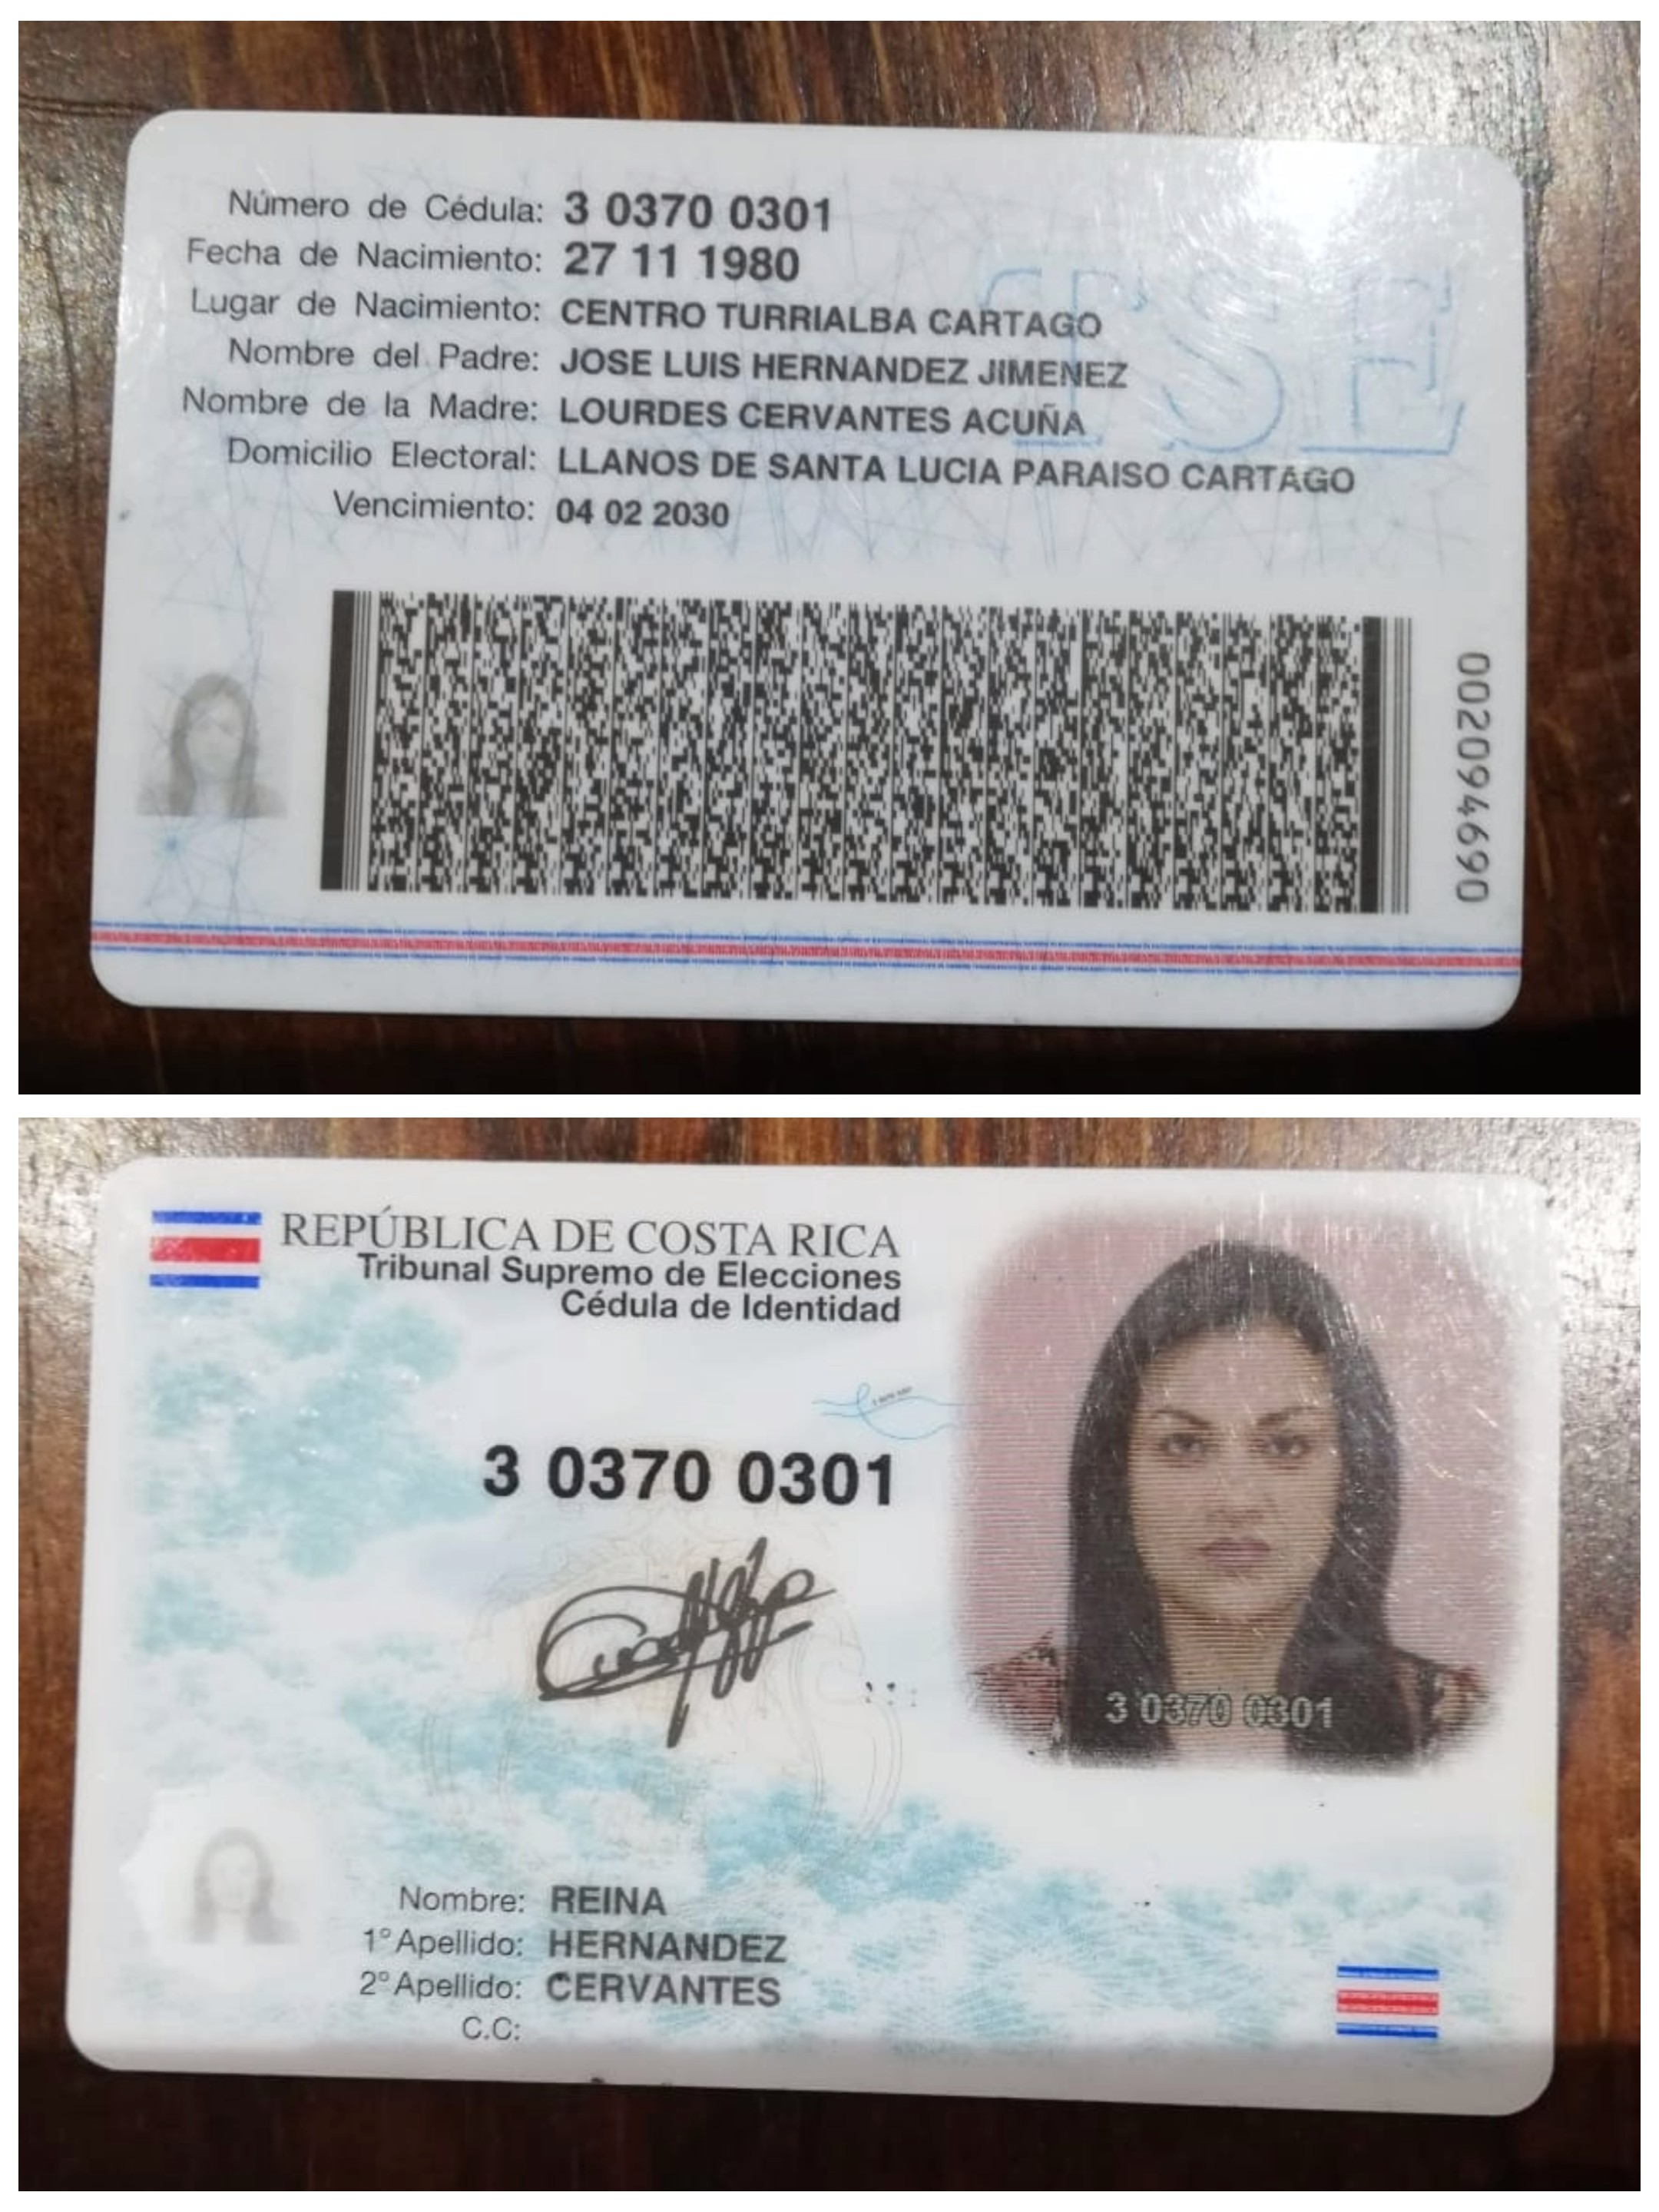 Número de Cédula: 3 0370 0301
Fecha de Nacimiento: 27 11 1980
Lugar de Nacimiento: CENTRO TURRIALBA CARTAGO
Nombre del Padre: JOSE LUIS HERNANDEZ JIMENEZ
Nombre de la Madre: LOURDES CERVANTES ACUÑA
Domicilio Electoral: LLANOS DE SANTA LUCIA PARAISO CARTAGO
Vencimiento: 04 02 2030
TSE
002094690
REPÚBLICA DE COSTA RICA
Tribunal Supremo de Elecciones
Cédula de Identidad
3 0370 0301
3 0370 0301
Nombre: REINA
1° Apellido: HERNANDEZ
2° Apellido: CERVANTES
C.C: